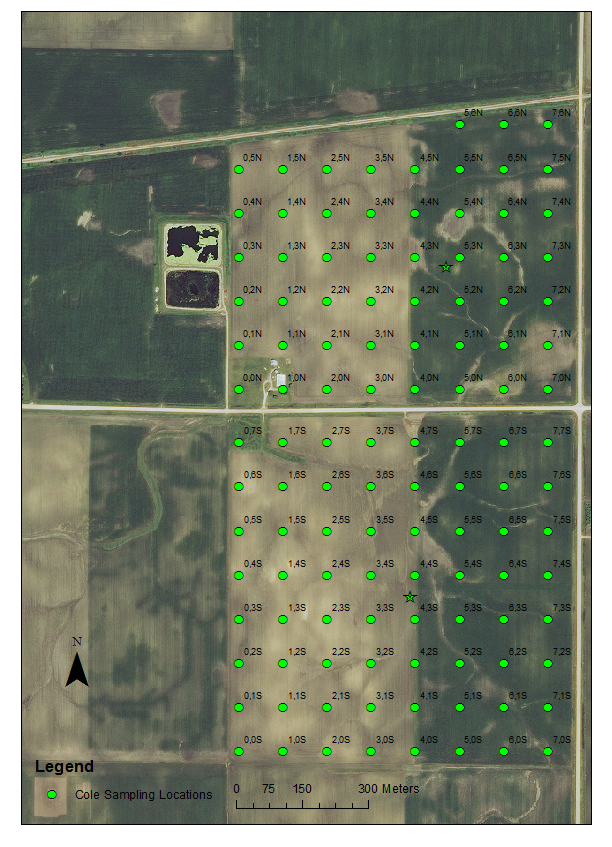 5,6N 6,6N 7,6N
0,5N 1,5N 2,5N 3,5N 4,5N 5,5N 6,5N 7,5N
0,4N 1,4N 2,4N 3,4N 4,4N 5,4N 6,4N 7,4N
0,3N 1,3N 2,3N 3,3N 4,3N 5,3N 6,3N 7,3N
0,2N 1,2N 2,2N 3,2N 4,2N 5,2N 6,2N 7,2N
0,1N 1,1N 2,1N 3,1N 4,1N 5,1N 6,1N 7,1N
0,0N 1,0N 2,0N 3,0N 4,0N 5,0N 6,0N 7,0N
0,7S 1,7S 2,7S 3,7S 4,7S 5,7S 6,7S 7,7S
0,6S 1,6S 2,6S 3,6S 4,6S 5,6S 6,6S 7,6S
0,5S 1,5S 2,5S 3,5S 4,5S 5,5S 6,5S 7,5S
0,4S 1,4S 2,4S 3,4S 4,4S 5,4S 6,4S 7,4S
0,3S 1,3S 2,3S 3,3S 4,3S 5,3S 6,3S 7,3S
N
0,2S 1,2S 2,2S 3,2S 4,2S 5,2S 6,2S 7,2S
0,1S 1,1S 2,1S 3,1S 4,1S 5,1S 6,1S 7,1S
0,0S 1,0S 2,0S 3,0S 4,0S 5,0S 6,0S 7,0S
Legend
Cole Sampling Locations
0 75 150 300 Meters